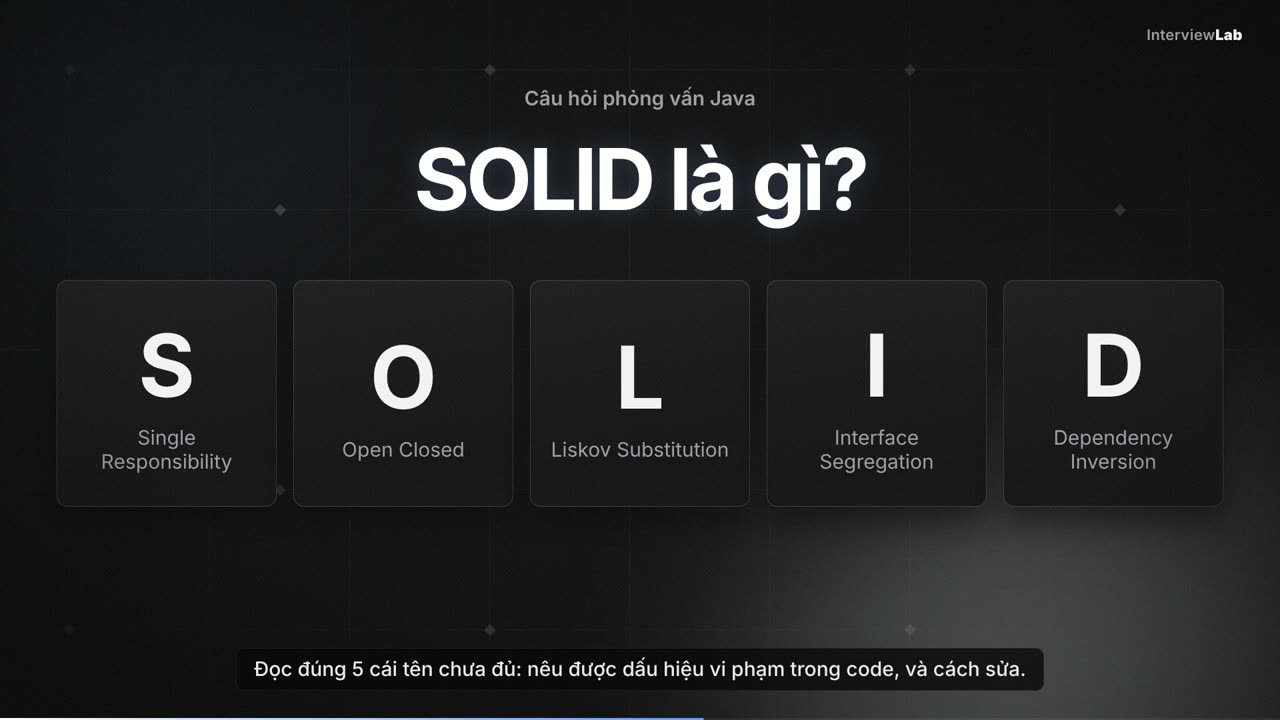 InterviewLab
Câu hỏi phỏng vấn Java
SOLID là gì?
S
Single
Responsibility
O
Open Closed
L
Liskov Substitution
I
Interface
Segregation
D
Dependency
Inversion
Đọc đúng 5 cái tên chưa đủ: nêu được dấu hiệu vi phạm trong code, và cách sửa.